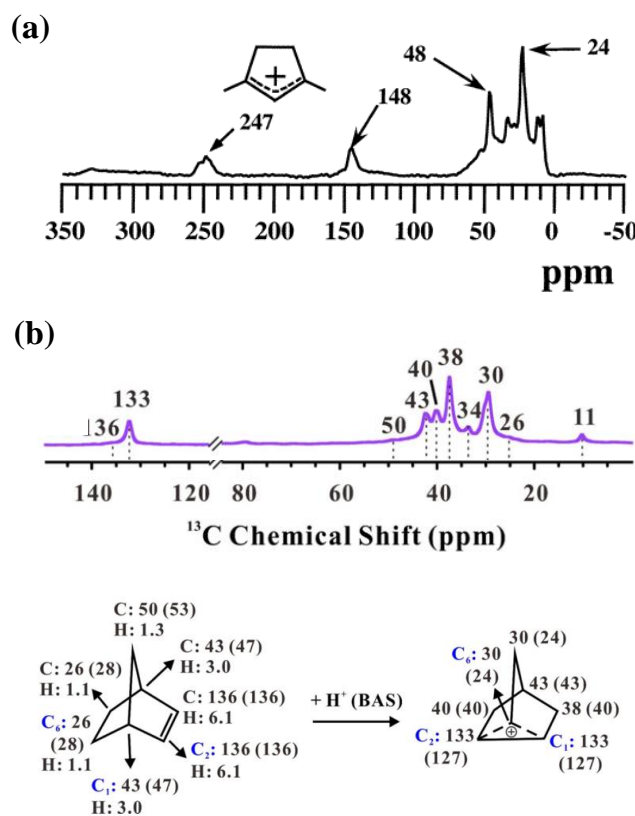 (a)
24
48
148
247
350 300 250 200 150 100 50 0 -50
ppm
(b)
136 133 50 43 40 38 34 30 26 11
140 120 80 60 40 20
¹³C Chemical Shift (ppm)
C: 50 (53)
H: 1.3
C: 43 (47)
H: 3.0
C: 26 (28)
H: 1.1
C: 136 (136)
H: 6.1
C₆: 26
(28)
H: 1.1
C₂: 136 (136)
H: 6.1
C₁: 43 (47)
H: 3.0
+ H⁺ (BAS)
30 (24)
C₆: 30
(24)
43 (43)
40 (40)
38 (40)
C₂: 133
(127)
C₁: 133
(127)